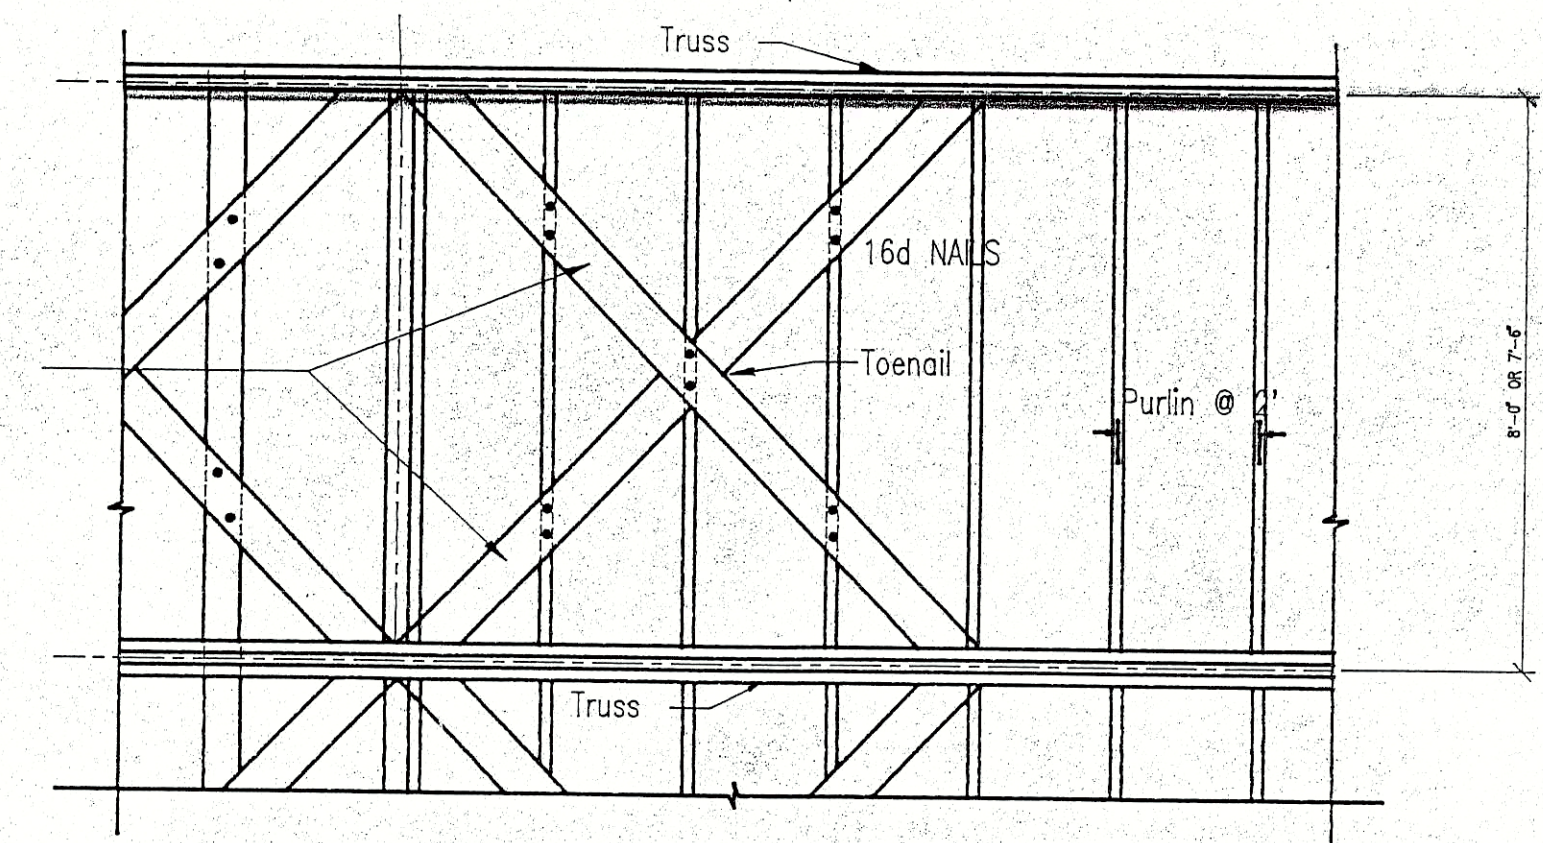 Truss
16d NAILS
Toenail
Purlin @ 2'
8'-0" OR 7'-6"
Truss